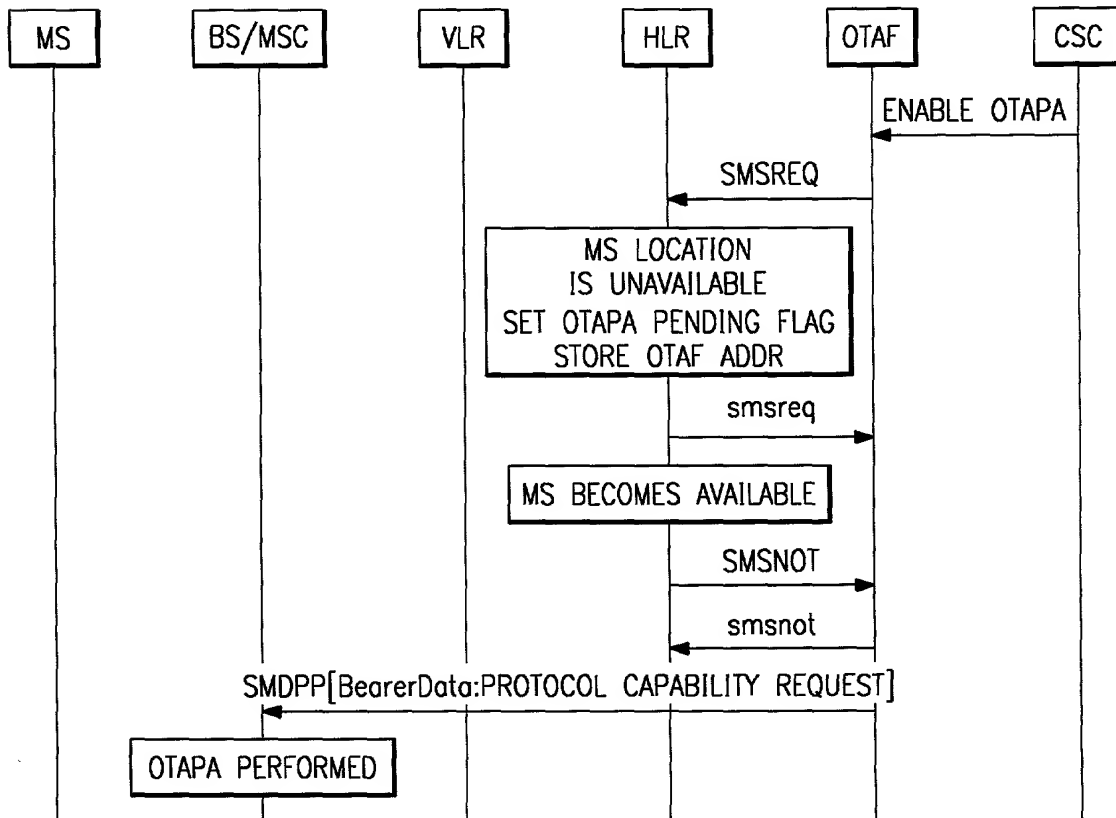 MS
BS/MSC
VLR
HLR
OTAF
CSC
ENABLE OTAPA
SMSREQ
MS LOCATION
IS UNAVAILABLE
SET OTAPA PENDING FLAG
STORE OTAF ADDR
smsreq
MS BECOMES AVAILABLE
SMSNOT
smsnot
SMDPP[BearerData:PROTOCOL CAPABILITY REQUEST]
OTAPA PERFORMED